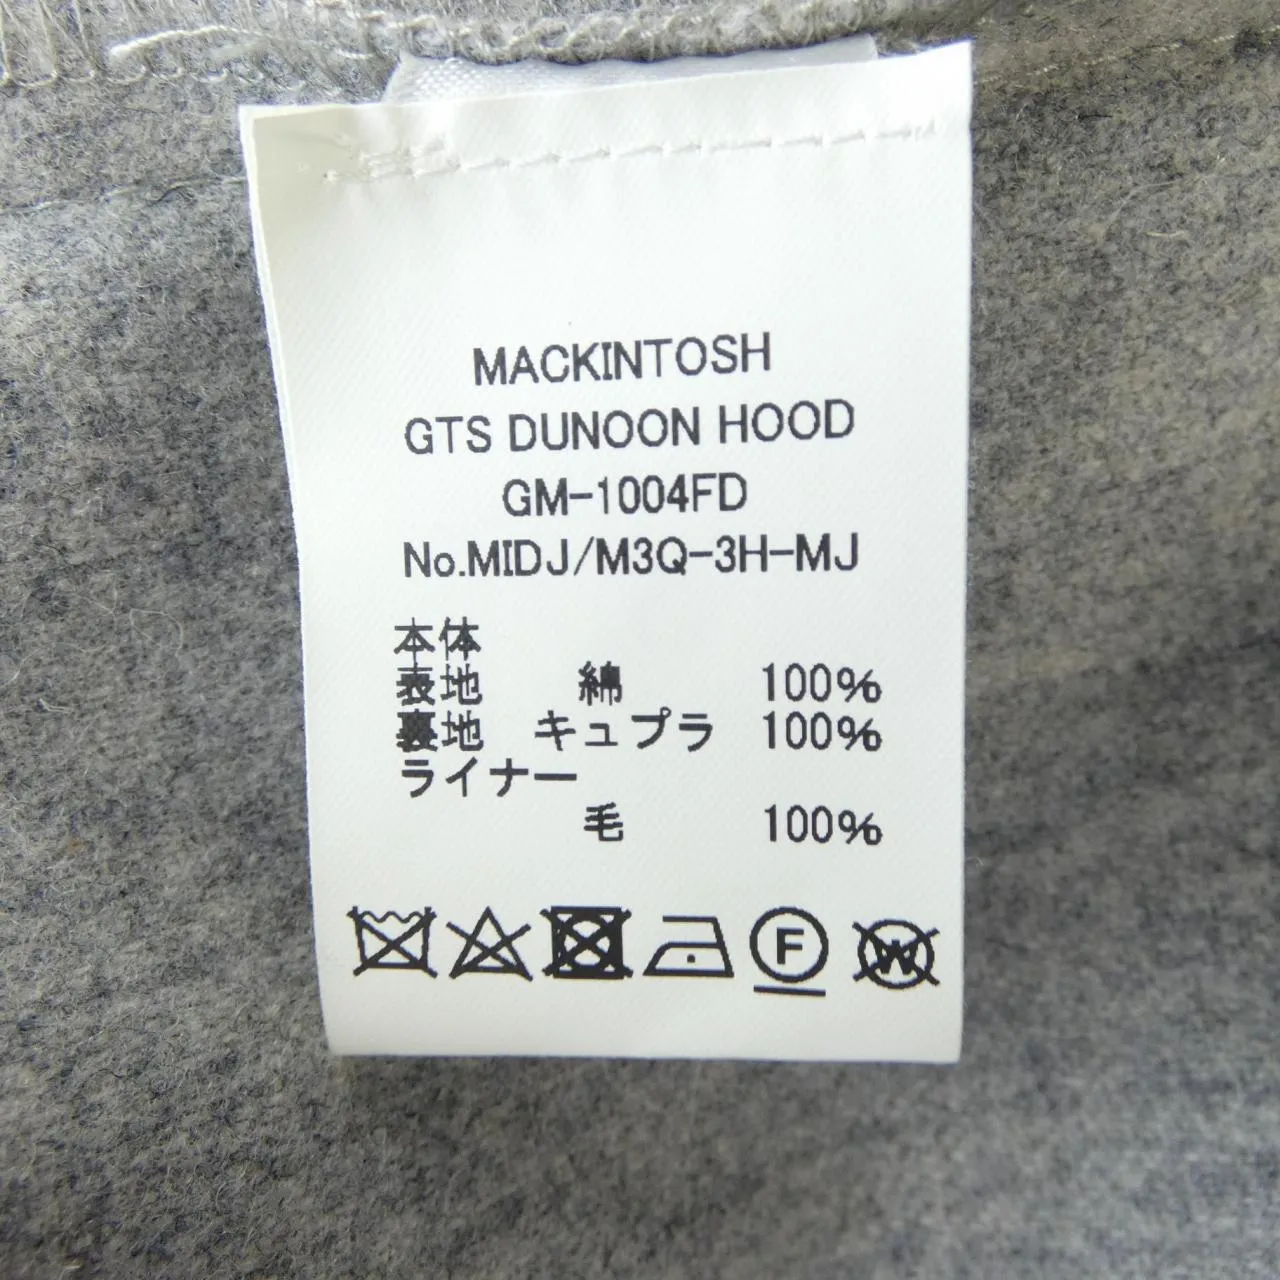 MACKINTOSH
GTS DUNOON HOOD
GM-1004FD
No.MIDJ/M3Q-3H-MJ
本体
表地 綿 100%
裏地 キュプラ 100%
ライナー
毛 100%
F
W